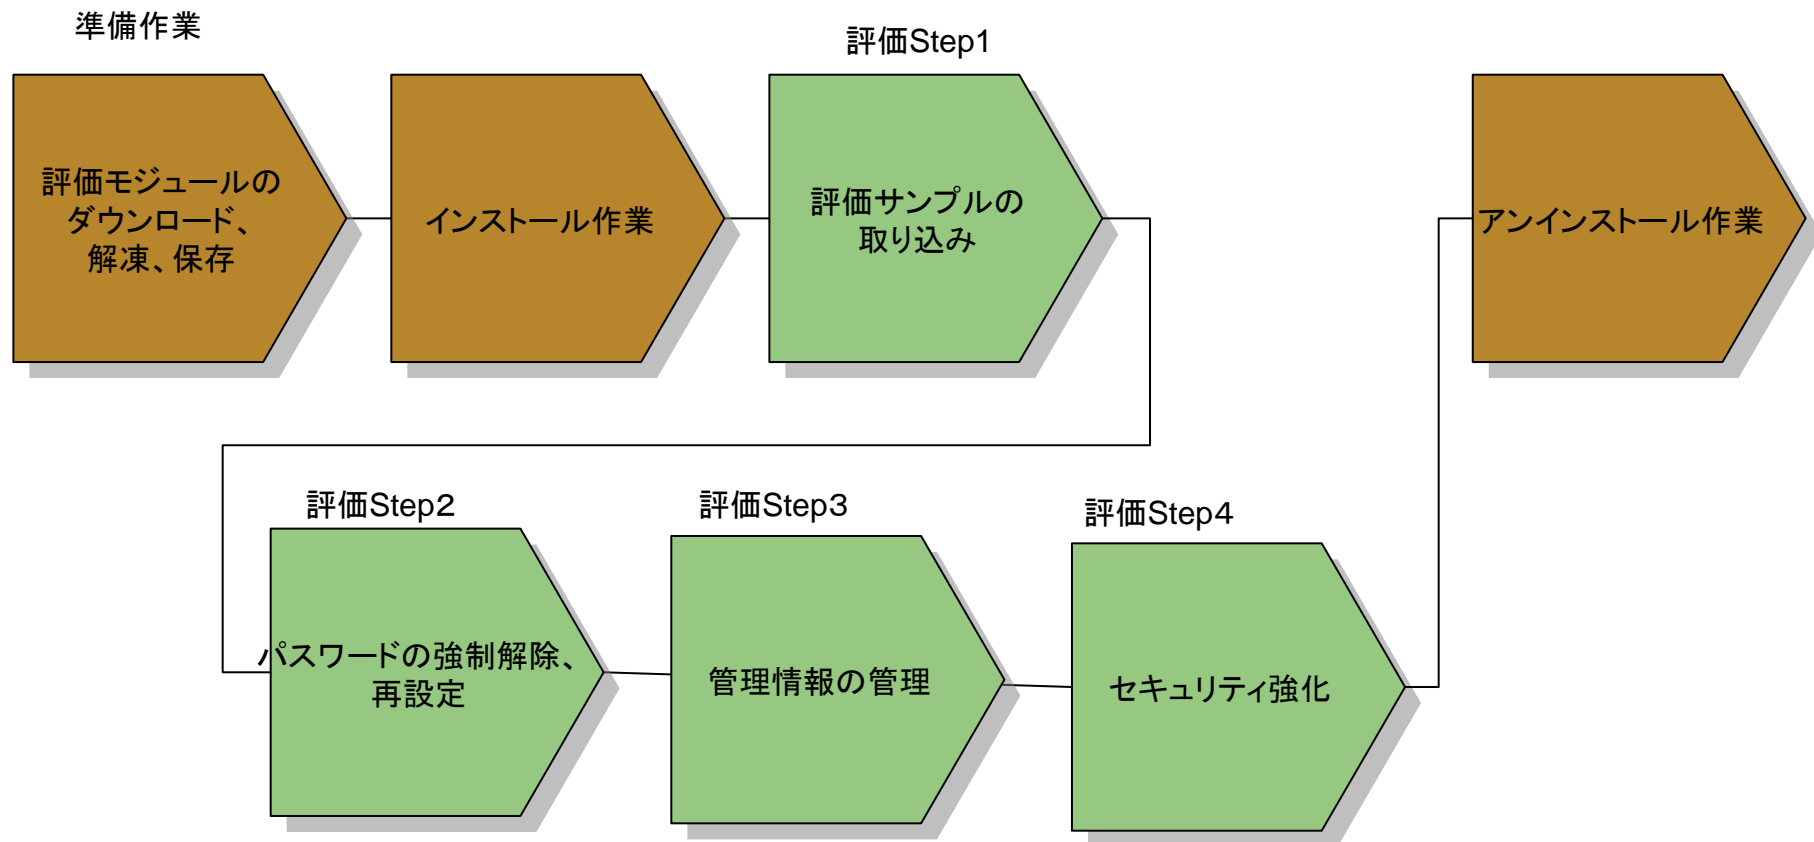 準備作業
評価モジュールの
ダウンロード、
解凍、保存
インストール作業
評価Step1
評価サンプルの
取り込み
評価Step２
パスワードの強制解除、
再設定
評価Step３
管理情報の管理
評価Step４
セキュリティ強化
アンインストール作業